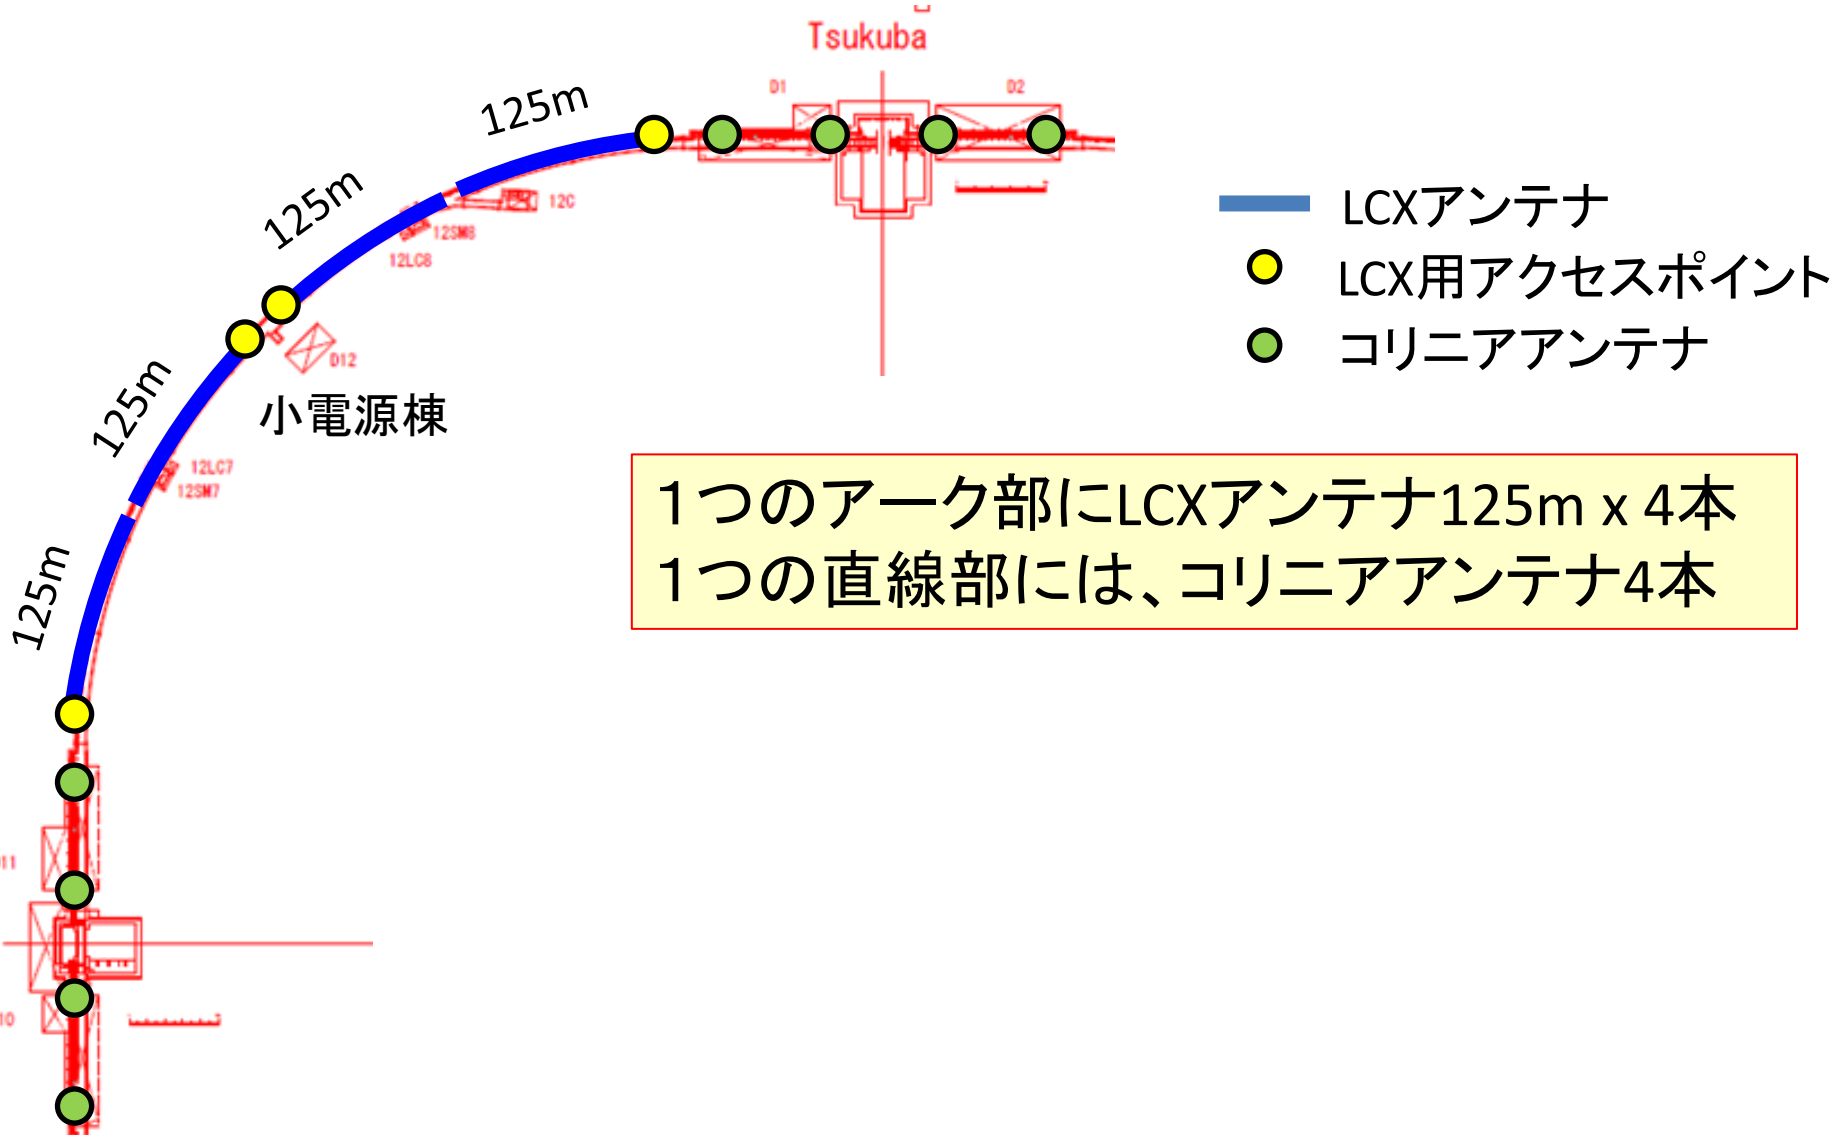 Tsukuba
D1
D2
125m
125m
12C
12SM8
12LC8
D12
小電源棟
125m
12LC7
12SM7
125m
LCXアンテナ
LCX用アクセスポイント
コリニアアンテナ
１つのアーク部にLCXアンテナ125m x 4本
１つの直線部には、コリニアアンテナ4本
11
10